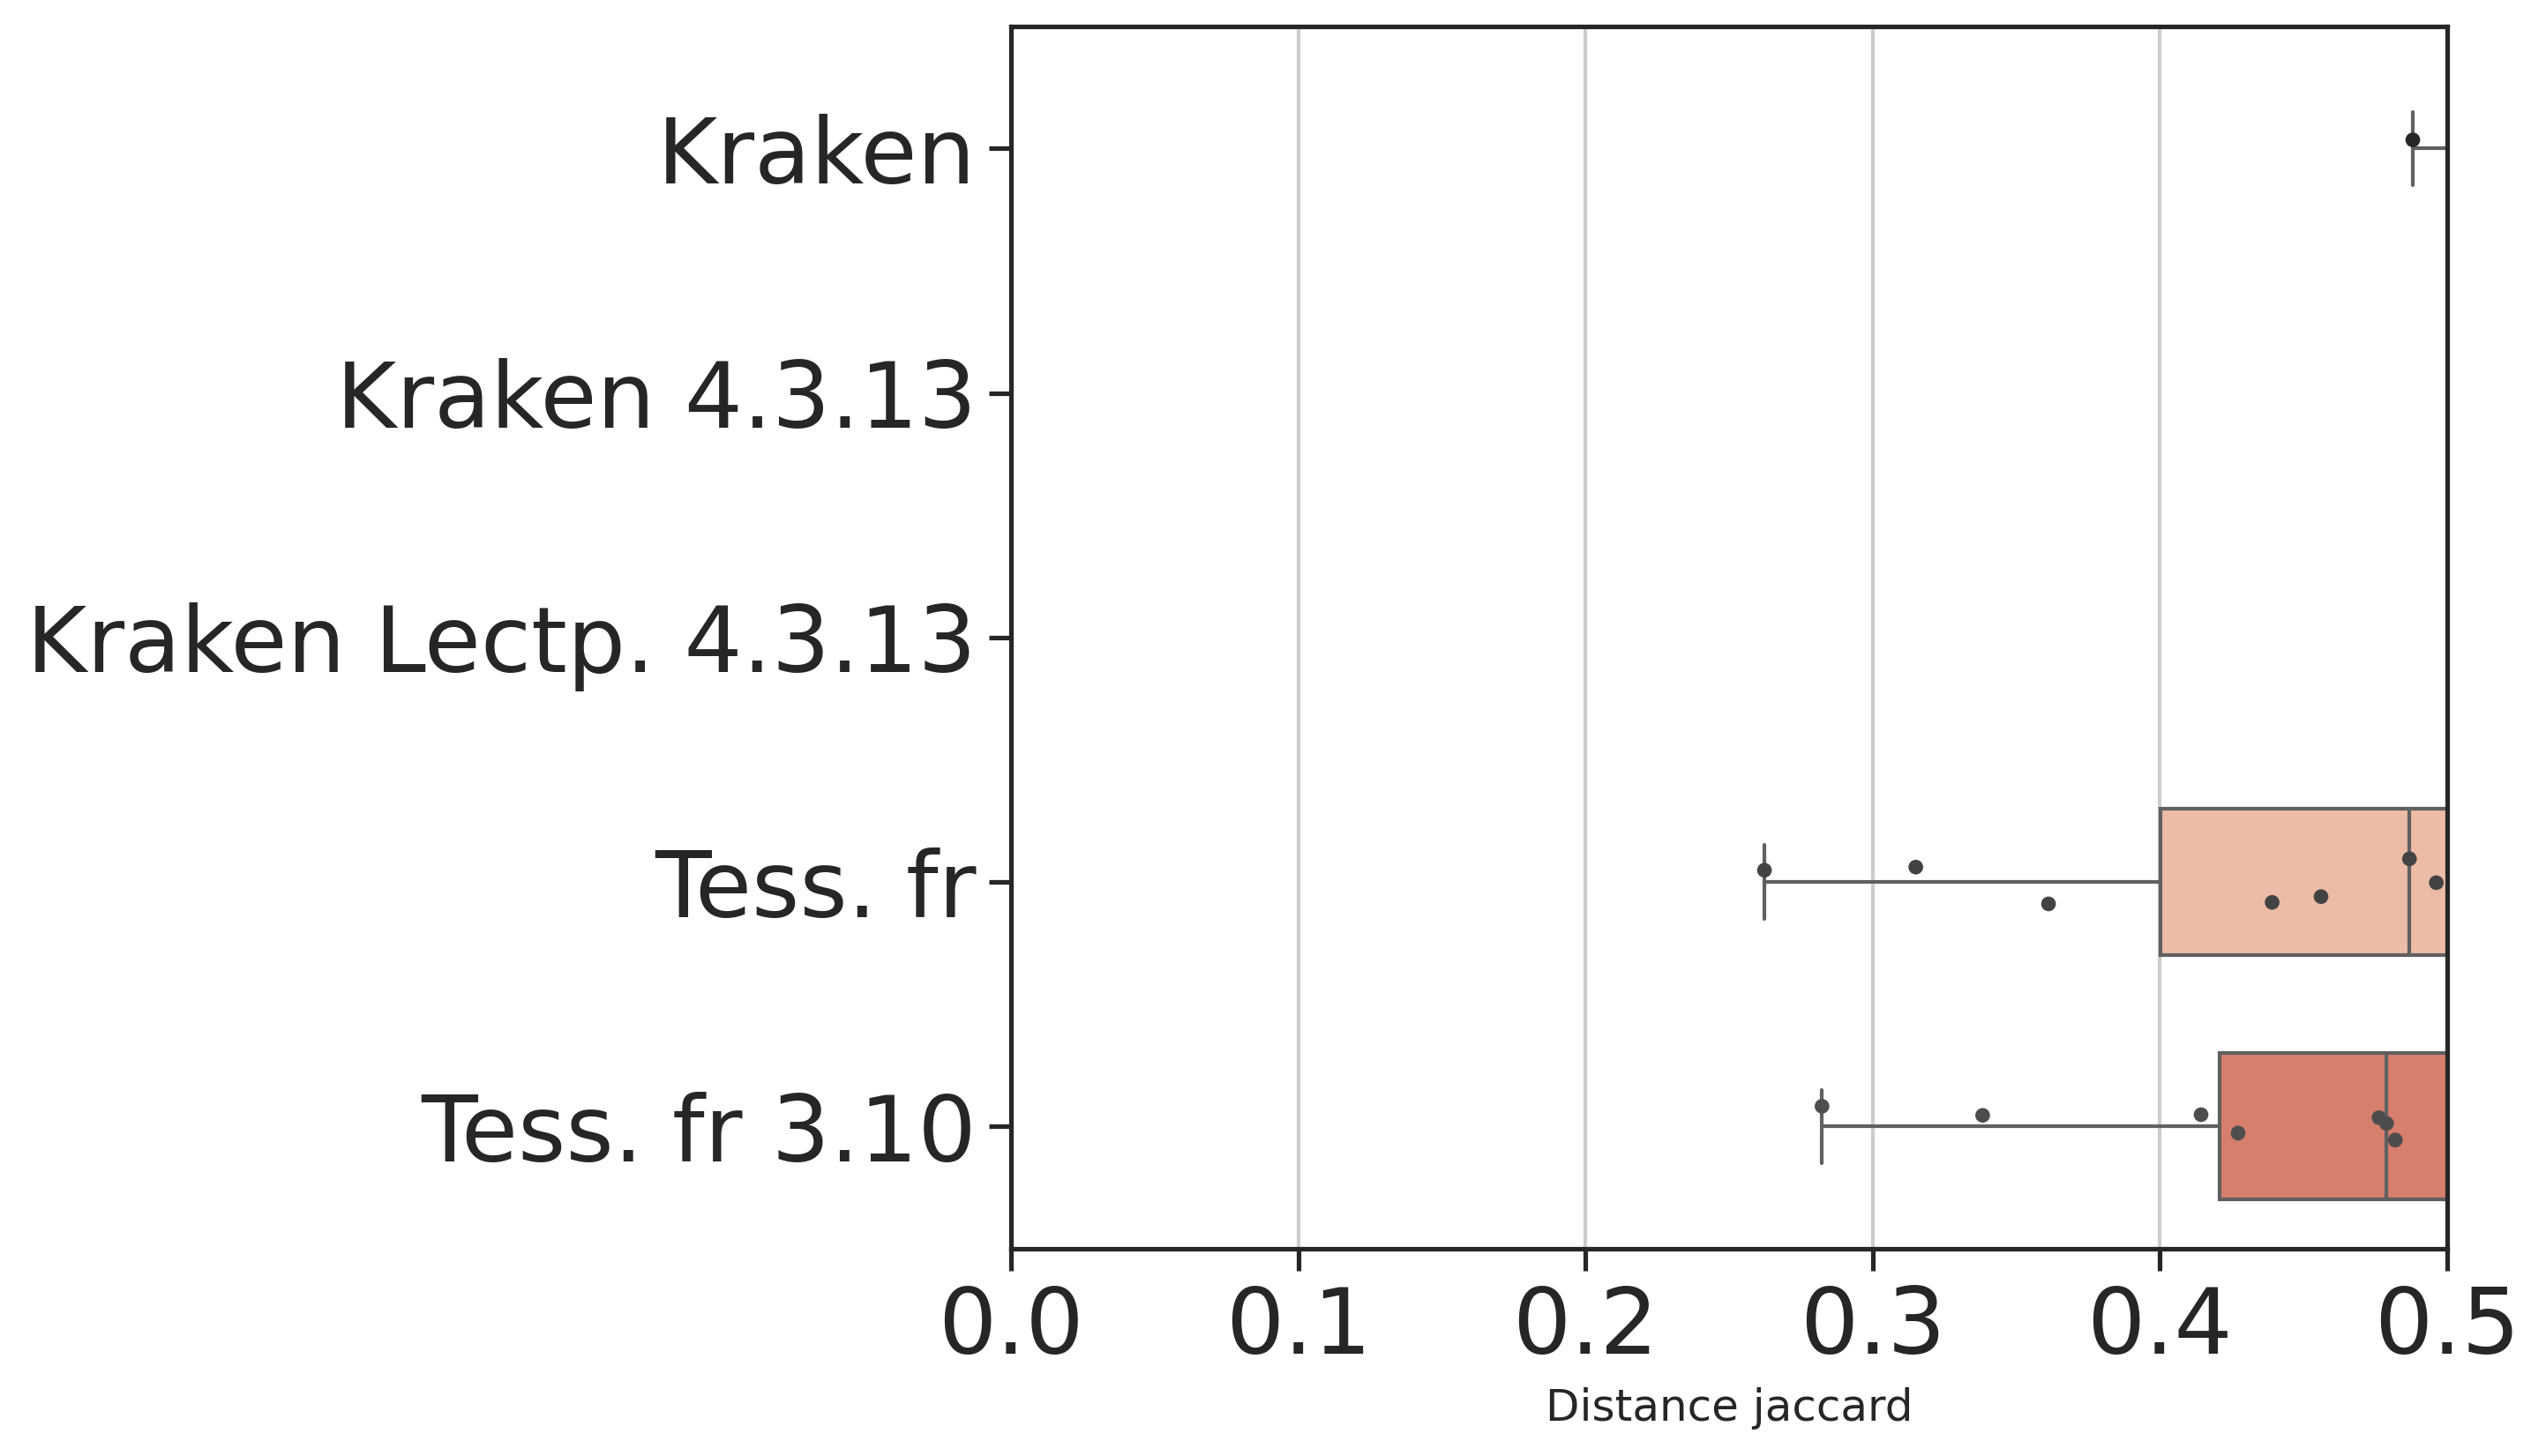 Kraken
Kraken 4.3.13
Kraken Lectp. 4.3.13
Tess. fr
Tess. fr 3.10
0.0 0.1 0.2 0.3 0.4 0.5
Distance jaccard